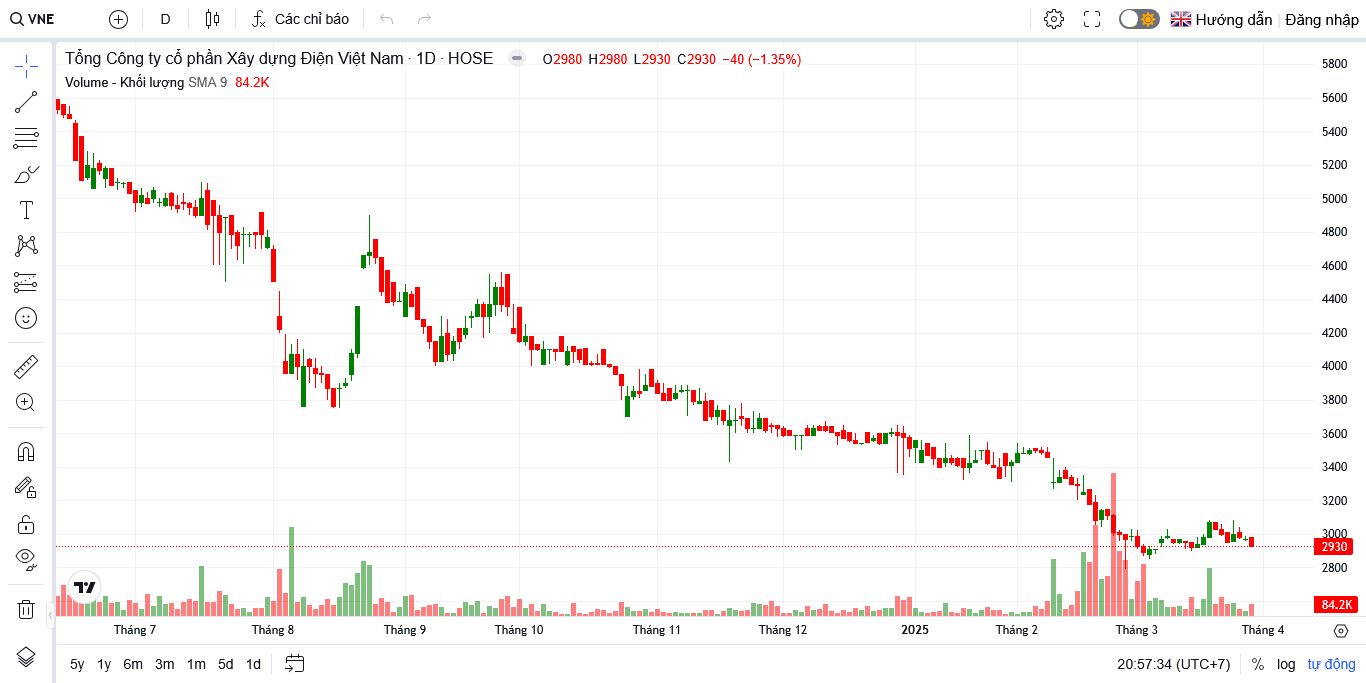 VNE D Các chỉ báo Hướng dẫn Đăng nhập
Tổng Công ty cổ phần Xây dựng Điện Việt Nam · 1D · HOSE O2980 H2980 L2930 C2930 −40 (−1.35%)
Volume - Khối lượng SMA 9 84.2K
5800
5600
5400
5200
5000
4800
4600
4400
4200
4000
3800
3600
3400
3200
3000
2930
2800
84.2K
Tháng 7 Tháng 8 Tháng 9 Tháng 10 Tháng 11 Tháng 12 2025 Tháng 2 Tháng 3 Tháng 4
5y 1y 6m 3m 1m 5d 1d 20:57:34 (UTC+7) % log tự động